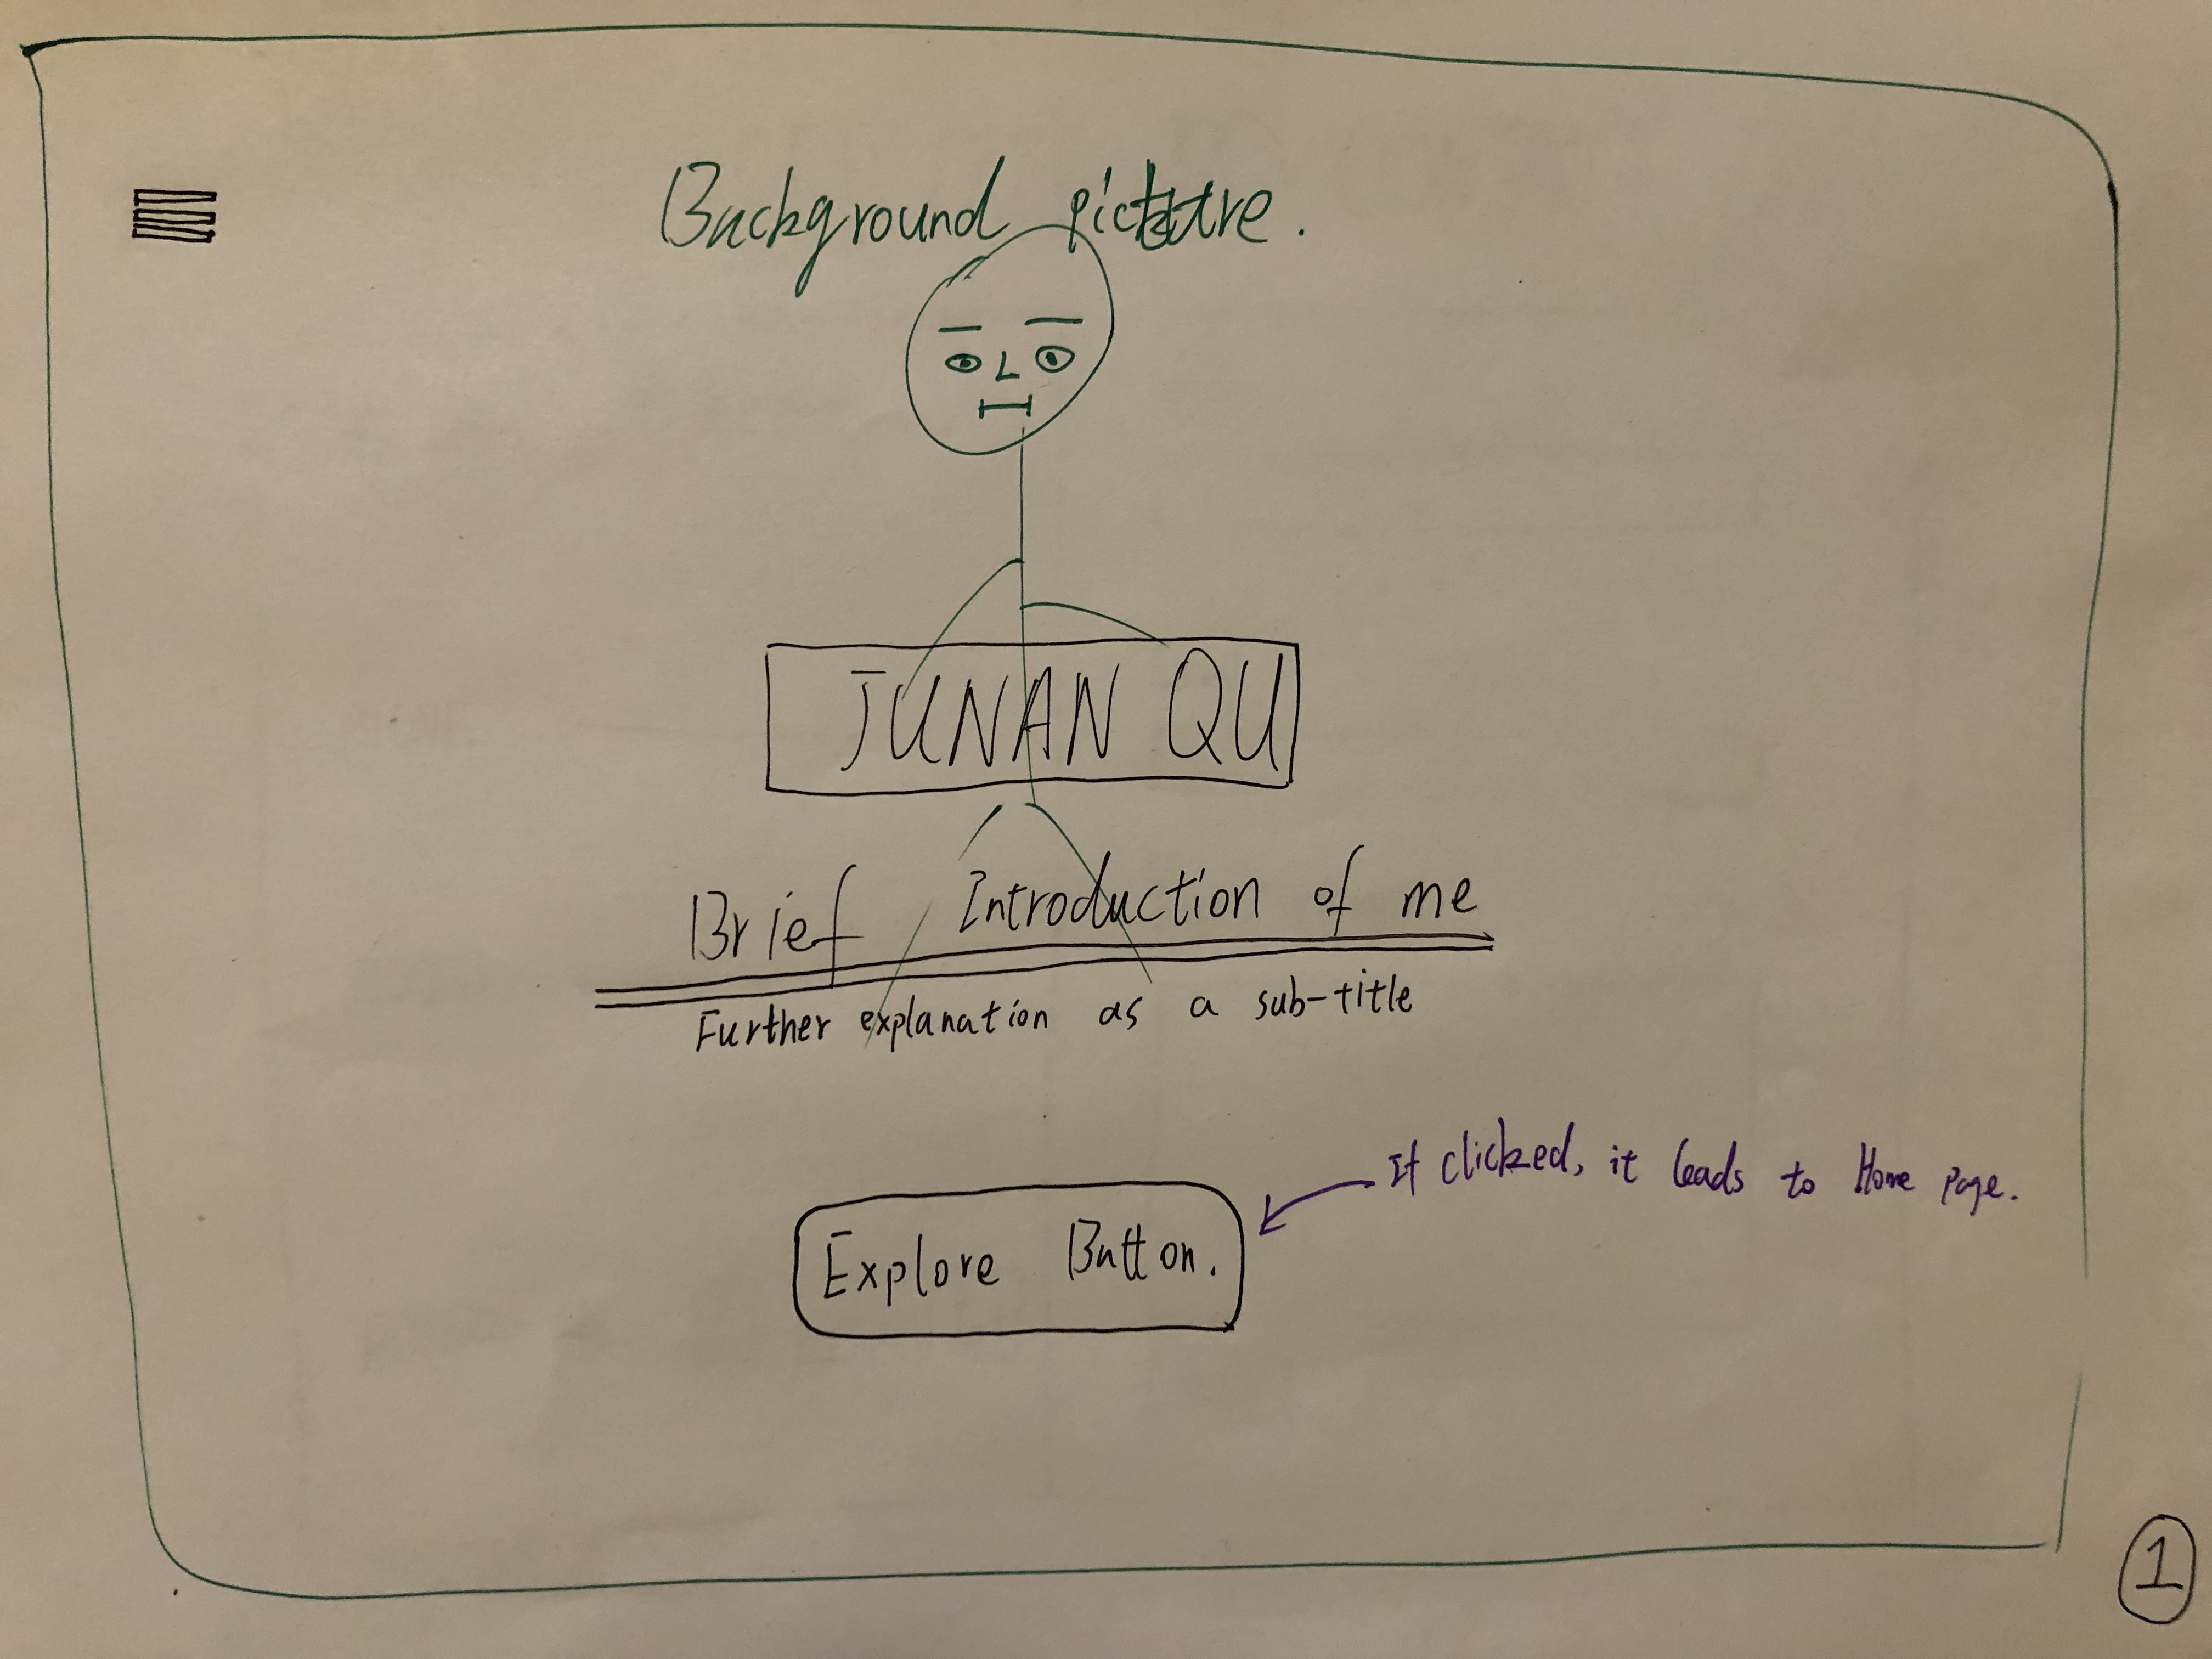 Background picture.
JUNAN QU
Brief Introduction of me
Further explanation as a sub-title
Explore Button.
If clicked, it leads to Home page.
1